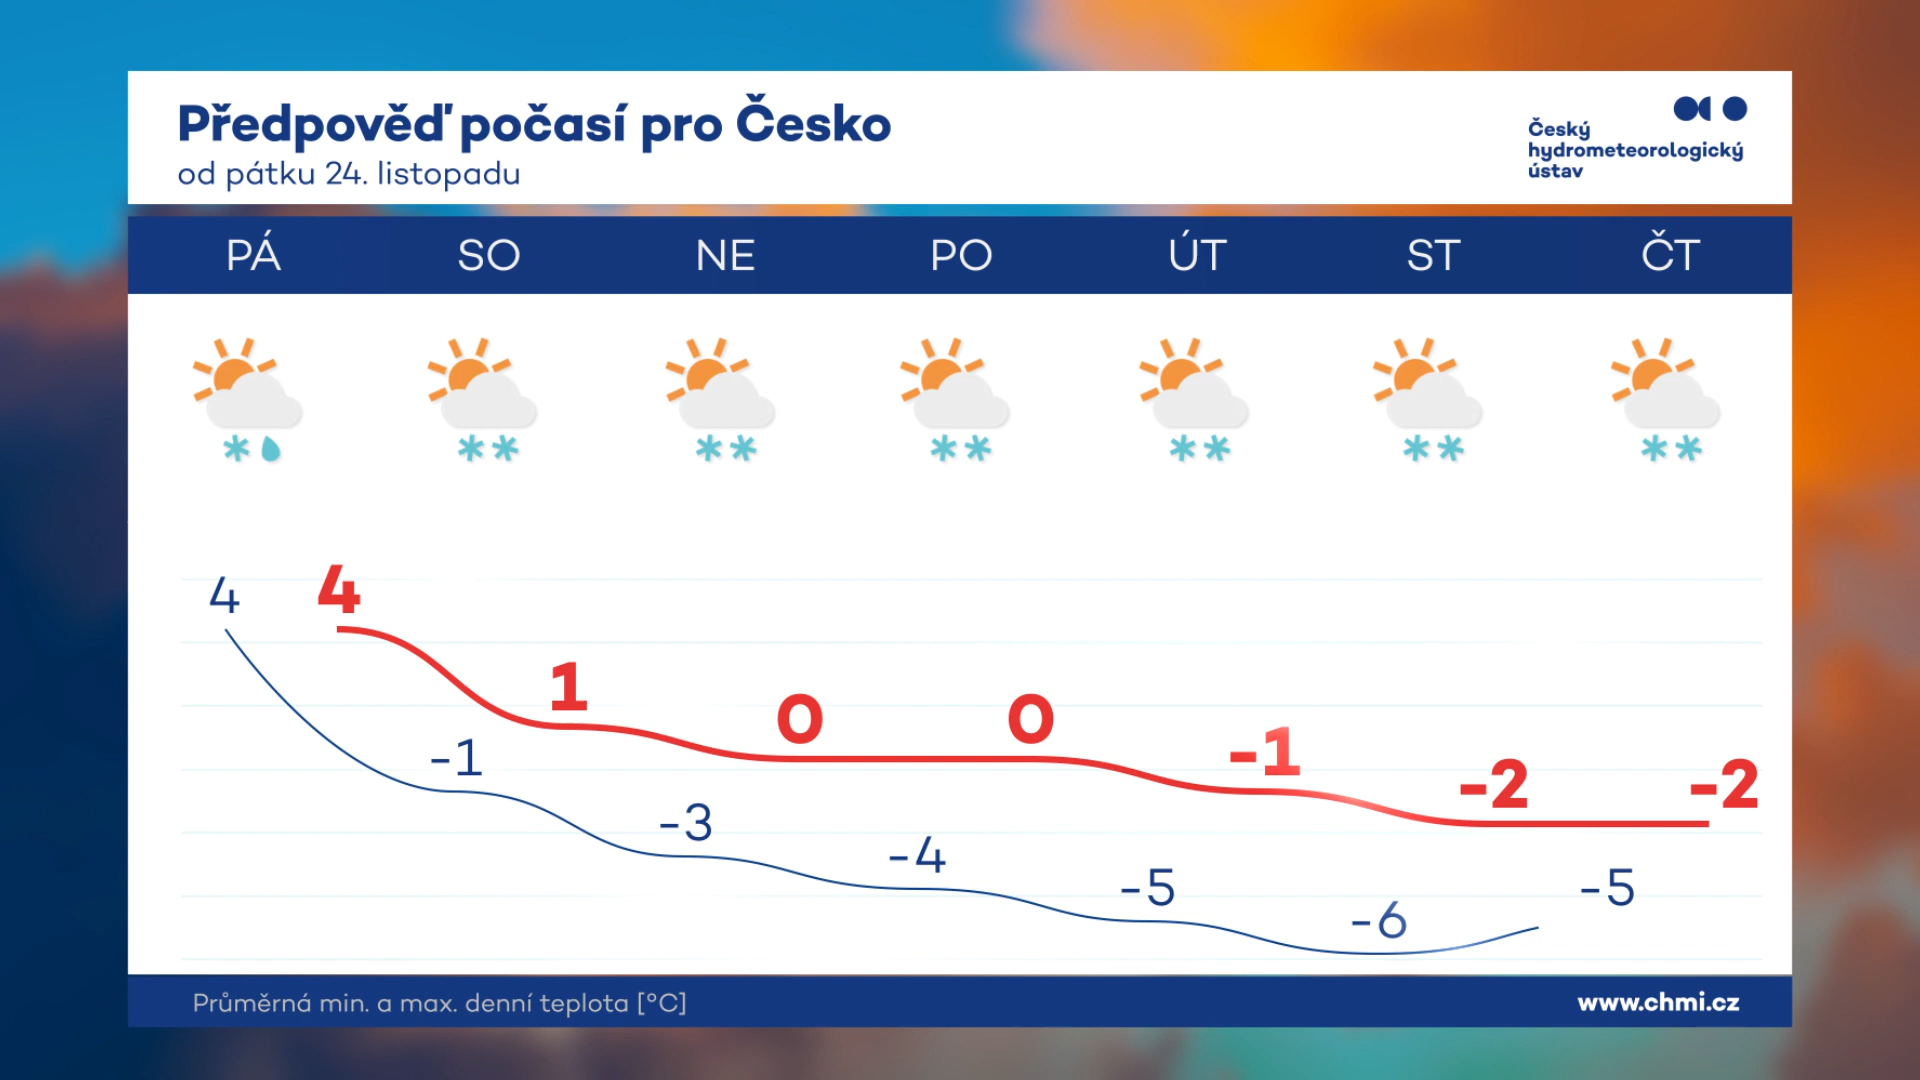 Předpověď počasí pro Česko
od pátku 24. listopadu
Český
hydrometeorologický
ústav
PÁ SO NE PO ÚT ST ČT
4 4
1
-1
0 0
-3
-1
-4
-2 -2
-5 -5
-6
Průměrná min. a max. denní teplota [°C]
www.chmi.cz